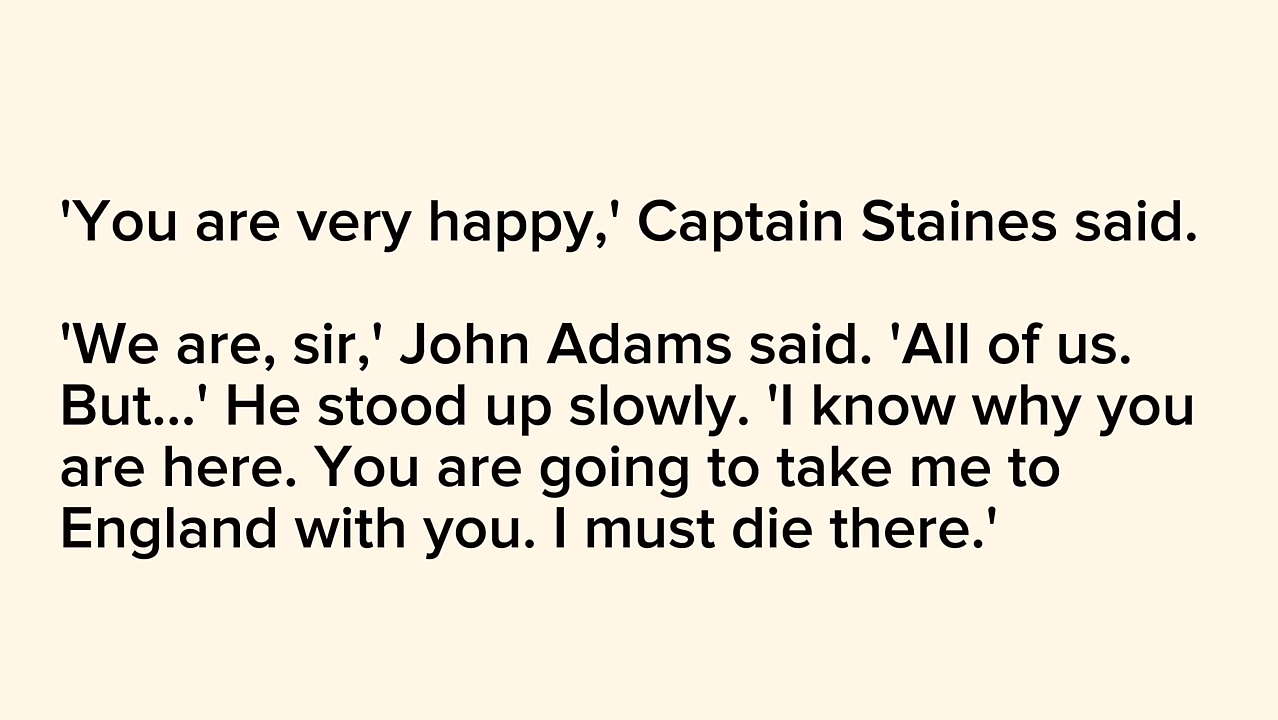 'You are very happy,' Captain Staines said.
'We are, sir,' John Adams said. 'All of us.
But...' He stood up slowly. 'I know why you
are here. You are going to take me to
England with you. I must die there.'